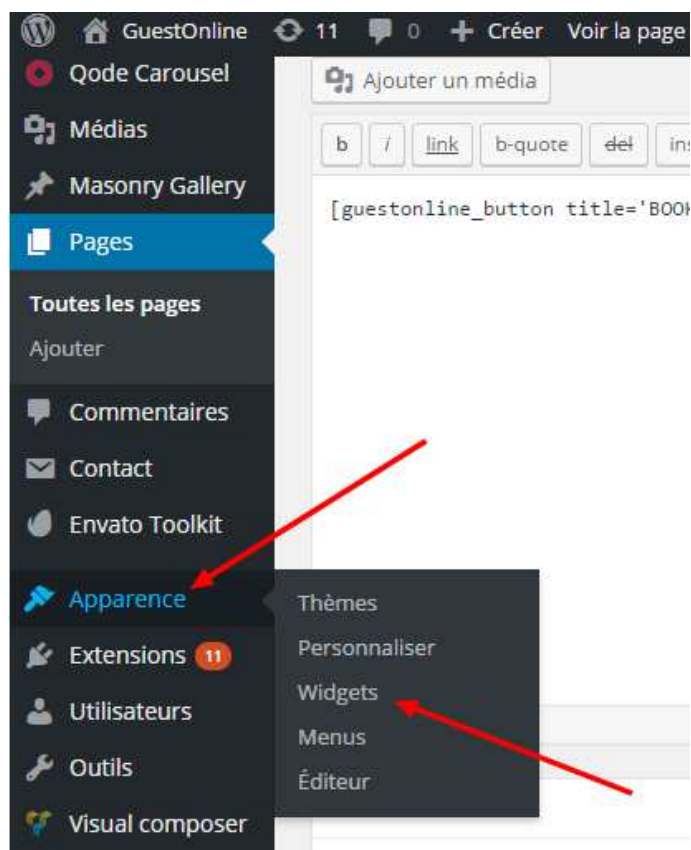 GuestOnline 11 0 Créer Voir la page
Qode Carousel
Médias
Masonry Gallery
Pages
Toutes les pages
Ajouter
Commentaires
Contact
Envato Toolkit
Apparence
Extensions 11
Utilisateurs
Outils
Visual composer
Ajouter un média
b i link b-quote del ins
[guestonline_button title='BOOK
Thèmes
Personnaliser
Widgets
Menus
Éditeur